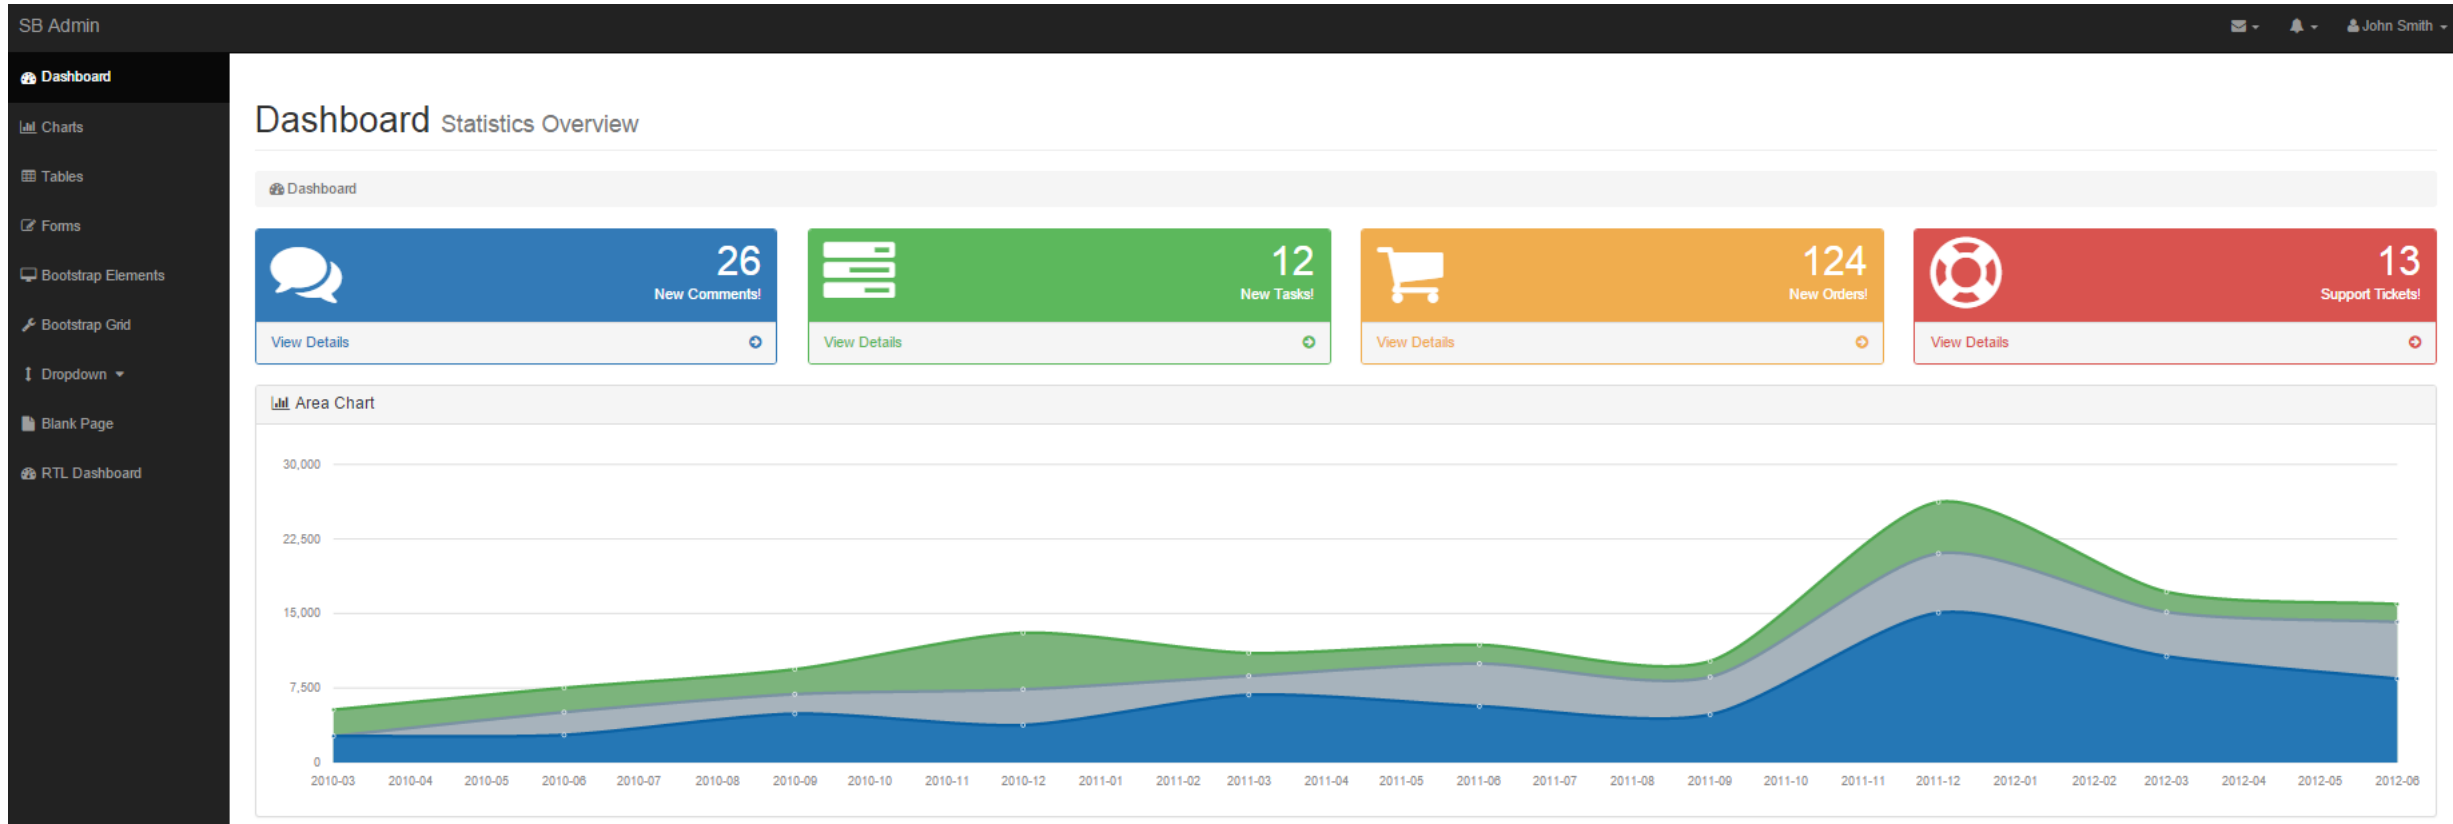 SB Admin
John Smith
Dashboard
Charts
Tables
Forms
Bootstrap Elements
Bootstrap Grid
Dropdown
Blank Page
RTL Dashboard
Dashboard Statistics Overview
Dashboard
26
New Comments!
View Details
12
New Tasks!
View Details
124
New Orders!
View Details
13
Support Tickets!
View Details
Area Chart
30,000
22,500
15,000
7,500
0
2010-03 2010-04 2010-05 2010-06 2010-07 2010-08 2010-09 2010-10 2010-11 2010-12 2011-01 2011-02 2011-03 2011-04 2011-05 2011-06 2011-07 2011-08 2011-09 2011-10 2011-11 2011-12 2012-01 2012-02 2012-03 2012-04 2012-05 2012-06